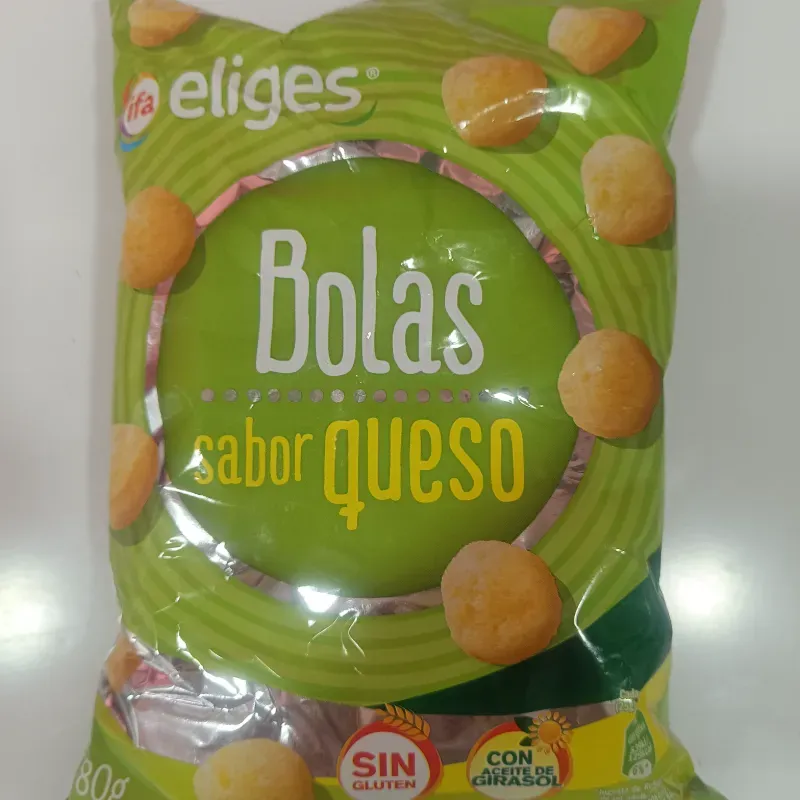 ifa eliges®
Bolas
sabor queso
SIN
GLUTEN
CON
ACEITE DE
GIRASOL
80g